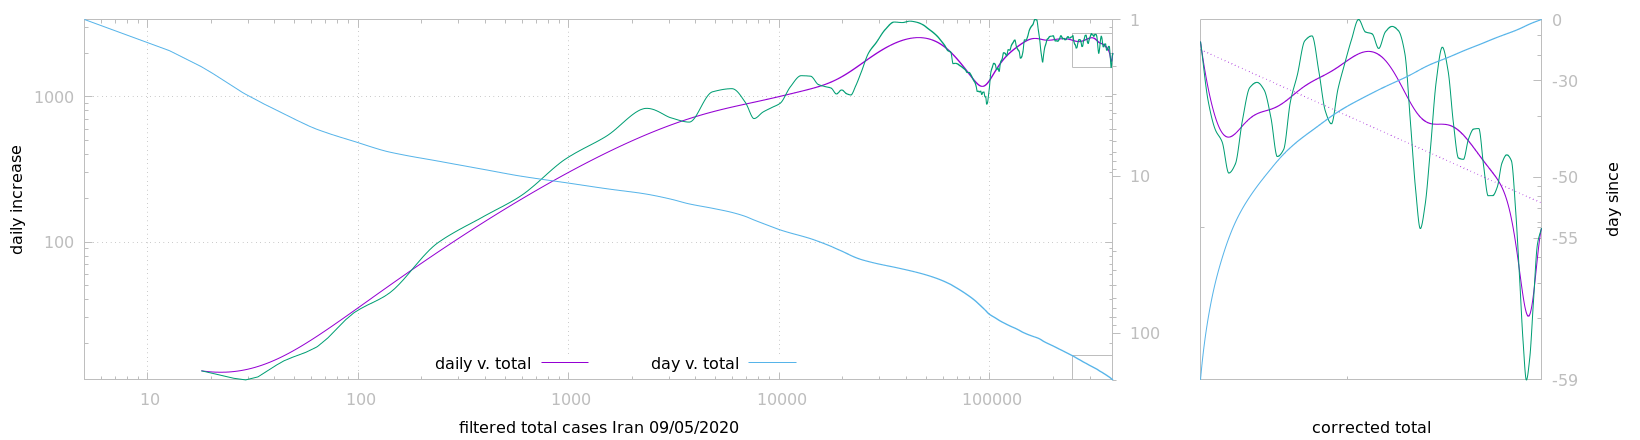 1 0
1000 -30
daily increase
10 -50
day since
100 -55
daily v. total day v. total
100
-59
10 100 1000 10000 100000
filtered total cases Iran 09/05/2020 corrected total